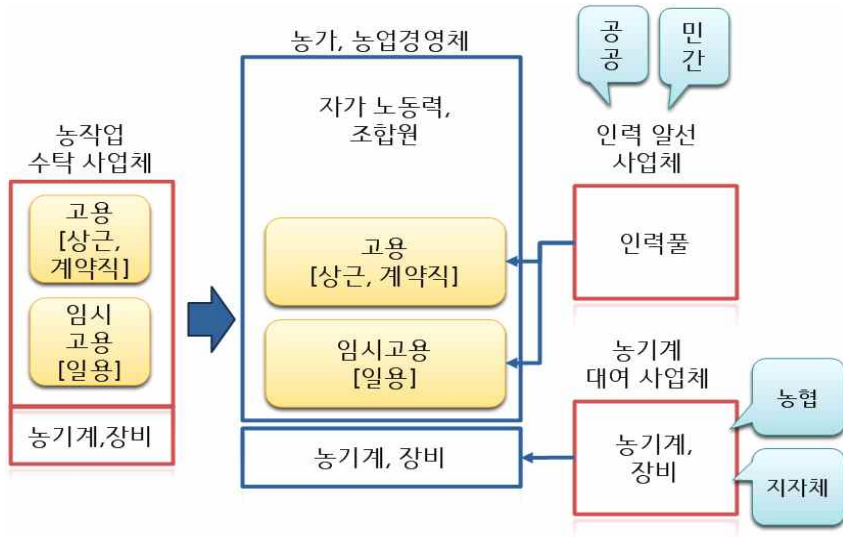 농작업
수탁 사업체
고용
[상근,
계약직]
임시
고용
[일용]
농기계,장비
농가, 농업경영체
자가 노동력,
조합원
고용
[상근, 계약직]
임시고용
[일용]
농기계, 장비
공
공
민
간
인력 알선
사업체
인력풀
농기계
대여 사업체
농기계,
장비
농협
지자체